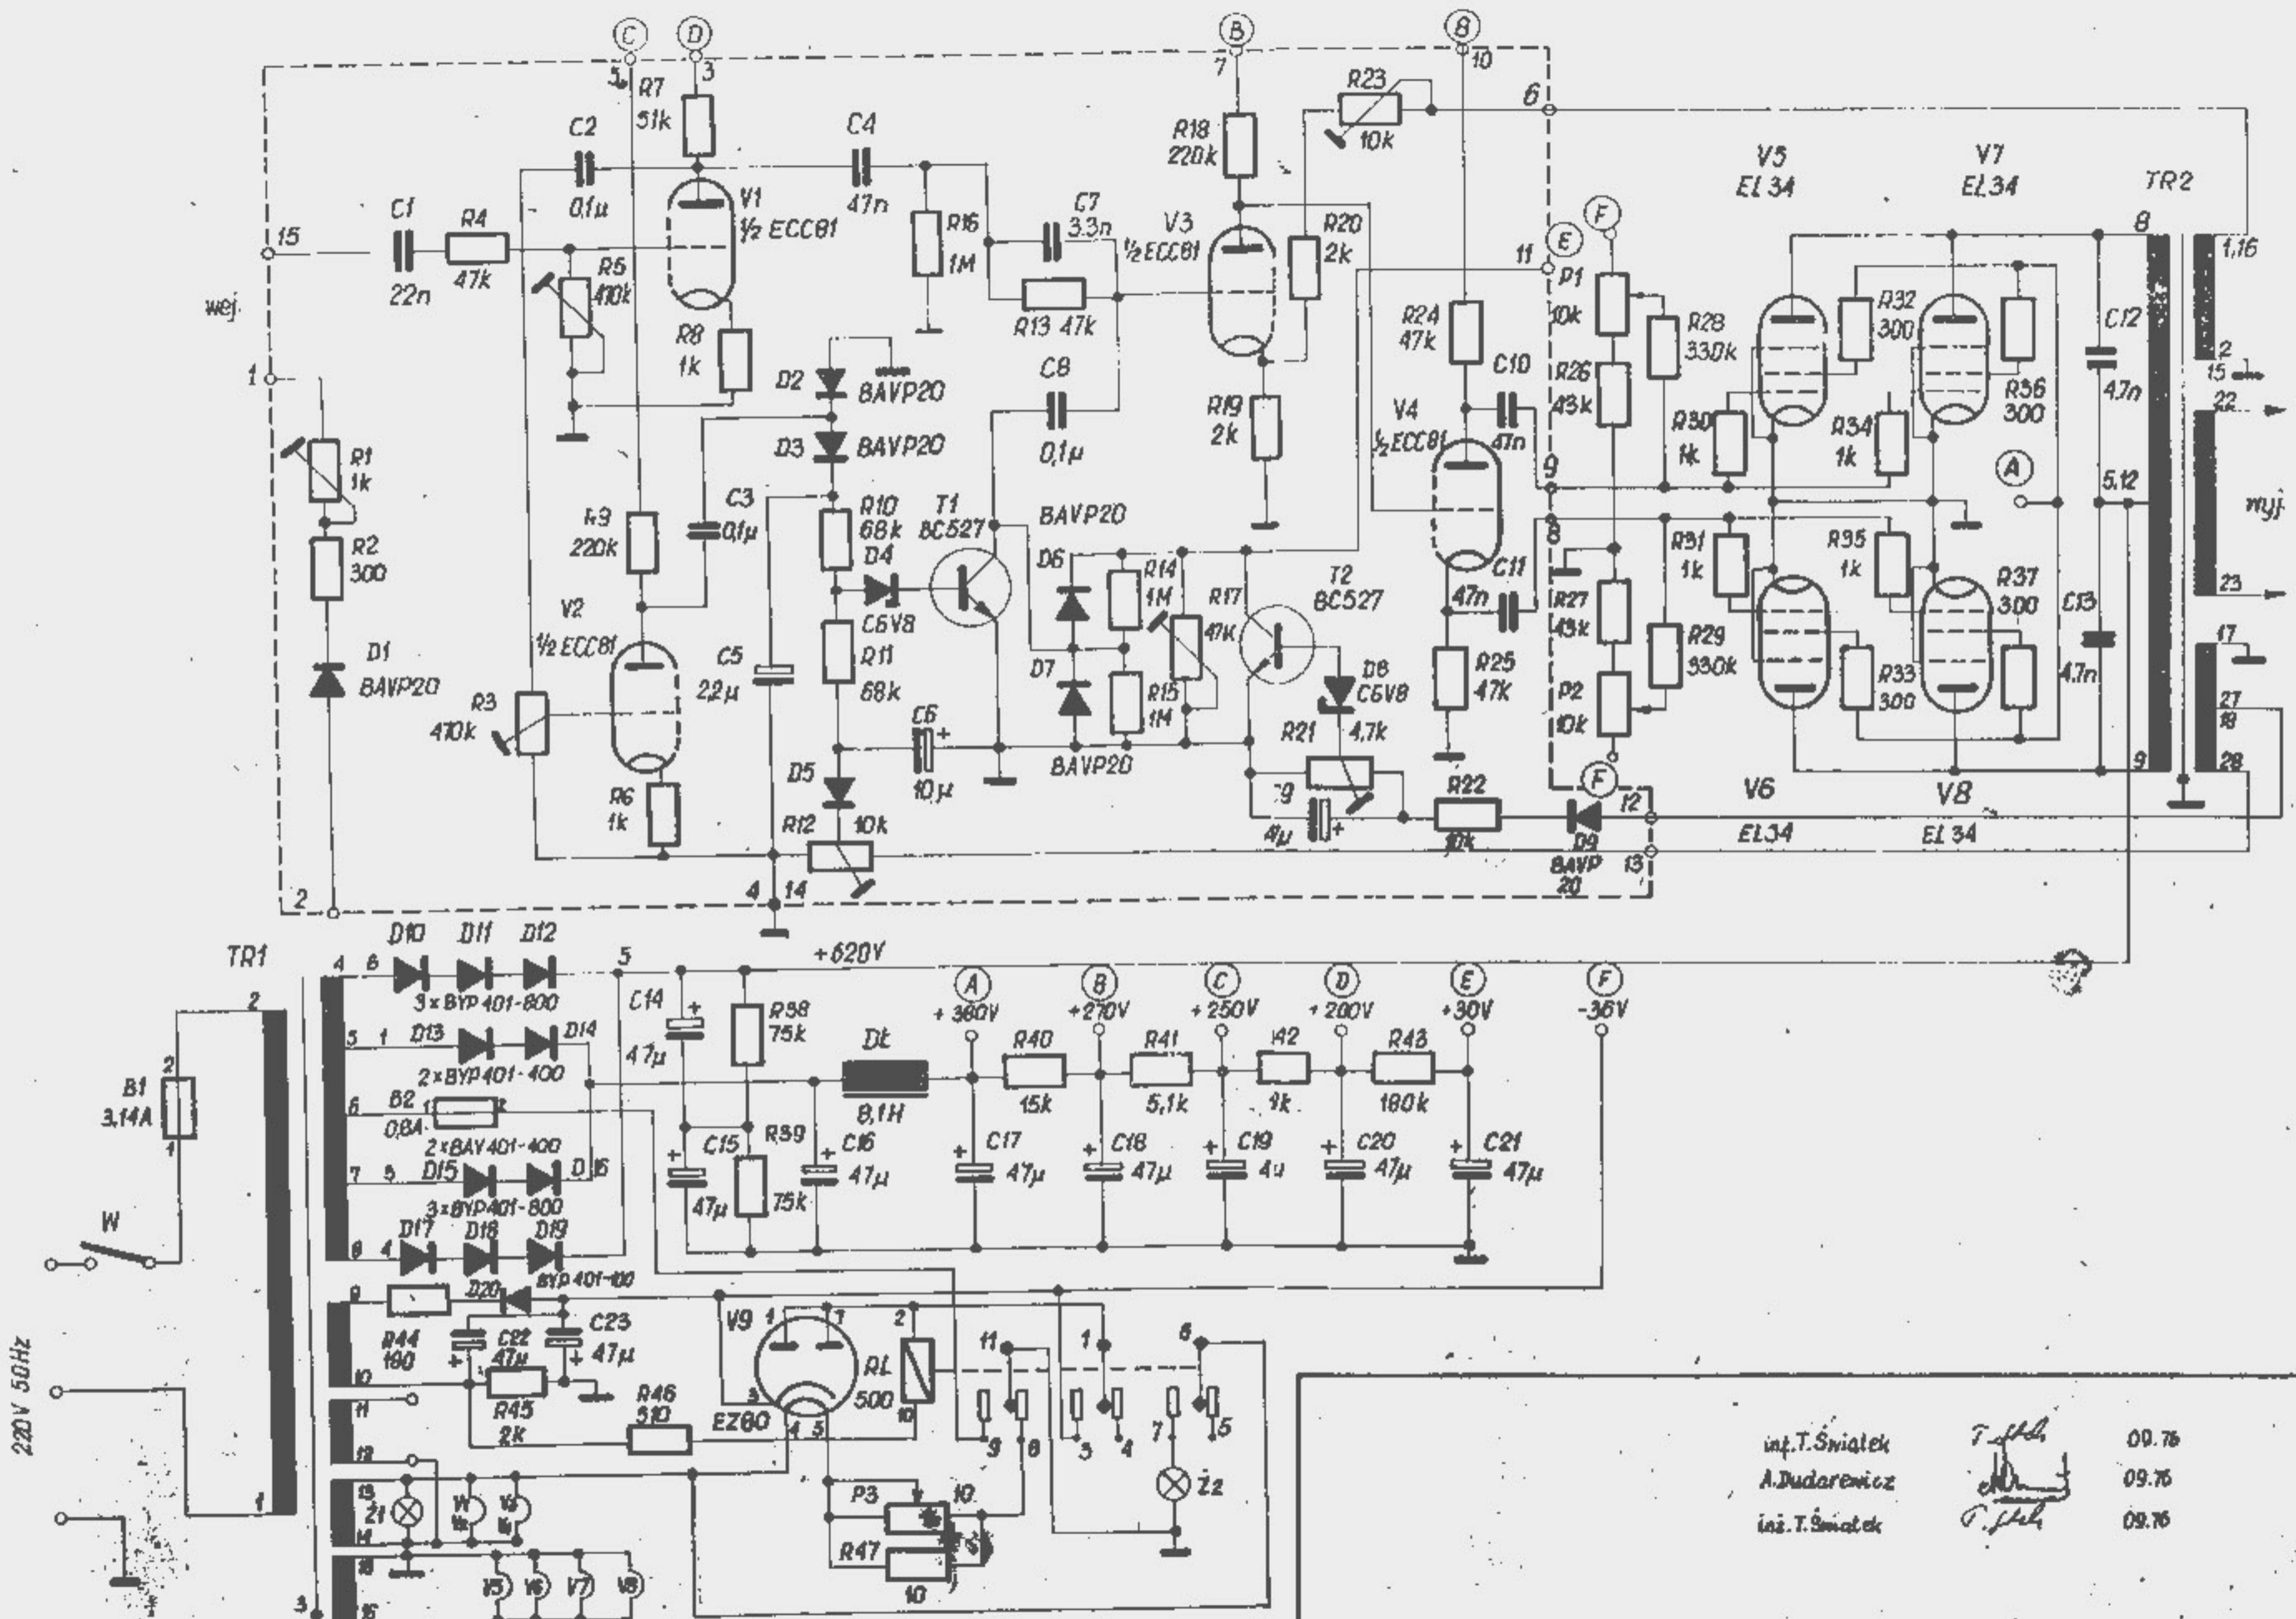 C
D
B
B
5
3
7
10
R7
51k
C2
0,1µ
C4
47n
R18
220k
R23
10k
6
V5
EL34
V7
EL34
TR2
15
wej.
1
C1
22n
R4
47k
R5
470k
V1
½ ECC81
R8
1k
R16
1M
C7
3.3n
R13 47k
V3
½ ECC81
R20
2k
11
E
F
P1
10k
R28
330k
R32
300
8
1,16
C12
4,7n
2
15
22
R1
1k
R2
300
D1
BAVP20
2
D2
BAVP20
D3
BAVP20
C8
0,1µ
R19
2k
R24
47k
C10
47n
V4
½ ECC81
R26
43k
R30
1k
R34
1k
R36
300
A
5,12
wyj.
9
8
R9
220k
C3
0,1µ
R10
68k
T1
BC527
BAVP20
D4
C6V8
D6
R14
1M
R17
47K
T2
BC527
C11
47n
R27
43k
R31
1k
R35
1k
R37
300
C13
4,7n
23
V2
½ ECC81
R3
470k
C5
22µ
R11
68k
D7
R15
1M
D8
C6V8
R25
47K
R29
330k
P2
10k
R33
300
17
27
18
28
9
R6
1k
D5
R12
10k
C6
10µ
BAVP20
R21
4,7k
R22
10k
D9
BAVP
20
F
12
13
V6
EL34
V8
EL34
4
14
TR1
D10
D11
D12
3×BYP401-800
5
+620V
4
6
2
B1
3,14A
2
1
5
1
D13
D14
2×BYP401-400
6
B2
1
2
0,8A
2×BAY401-400
7
5
D15
D16
3×BYP401-800
D17
D18
D19
8
4
W
C14
47µ
R38
75k
C15
47µ
R39
75k
C16
47µ
Dł
8,1H
A
B
C
D
E
F
+380V
+270V
+250V
+200V
+30V
-36V
R40
15k
R41
5,1k
R43
180k
C17
47µ
C18
47µ
C19
C20
47µ
C21
47µ
9
D20
BYP401-100
R44
180
C22
47µ
C23
47µ
10
R45
2k
11
12
13
14
220V 50Hz
1
3
R46
510
V9
1
7
3
4
5
EZ80
2
RL
500
10
11
1
6
9
8
3
4
7
5
Ż1
Ż2
P3
10
R47
10
V5
V6
V7
V8
inż.T.Świątek
09.76
A.Dudarewicz
09.76
inż.T.Świątek
09.76